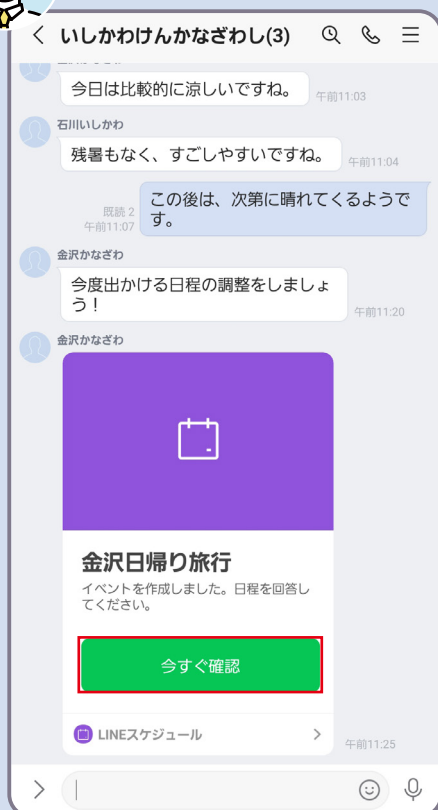 いしかわけんかなざわし(3)
今日は比較的に涼しいですね。
午前11:03
石川いしかわ
残暑もなく、すごしやすいですね。
午前11:04
この後は、次第に晴れてくるようで
す。
既読 2
午前11:07
金沢かなざわ
今度出かける日程の調整をしましょ
う！
午前11:20
金沢かなざわ
金沢日帰り旅行
イベントを作成しました。日程を回答し
てください。
今すぐ確認
LINEスケジュール
午前11:25